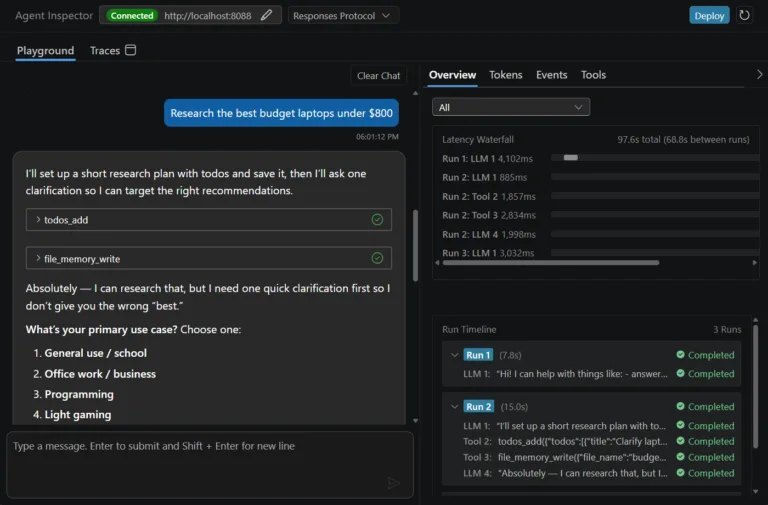 Agent Inspector
Connected http://localhost:8088
Responses Protocol
Deploy
Playground
Traces
Clear Chat
Research the best budget laptops under $800
06:01:12 PM
I'll set up a short research plan with todos and save it, then I'll ask one
clarification so I can target the right recommendations.
todos_add
file_memory_write
Absolutely — I can research that, but I need one quick clarification first so I
don't give you the wrong “best.”
What's your primary use case? Choose one:
1. General use / school
2. Office work / business
3. Programming
4. Light gaming
Type a message. Enter to submit and Shift + Enter for new line
Overview Tokens Events Tools
All
Latency Waterfall 97.6s total (68.8s between runs)
Run 1: LLM 1 4,102ms
Run 2: LLM 1 885ms
Run 2: Tool 2 1,857ms
Run 2: Tool 3 2,834ms
Run 2: LLM 4 1,998ms
Run 3: LLM 1 3,032ms
Run Timeline 3 Runs
Run 1 (7.8s) Completed
LLM 1: "Hi! I can help with things like: - answer... Completed
Run 2 (15.0s) Completed
LLM 1: "I'll set up a short research plan with to... Completed
Tool 2: todos_add({"todos":[{"title":"Clarify lapt... Completed
Tool 3: file_memory_write({"file_name":"budge... Completed
LLM 4: "Absolutely — I can research that, but I... Completed